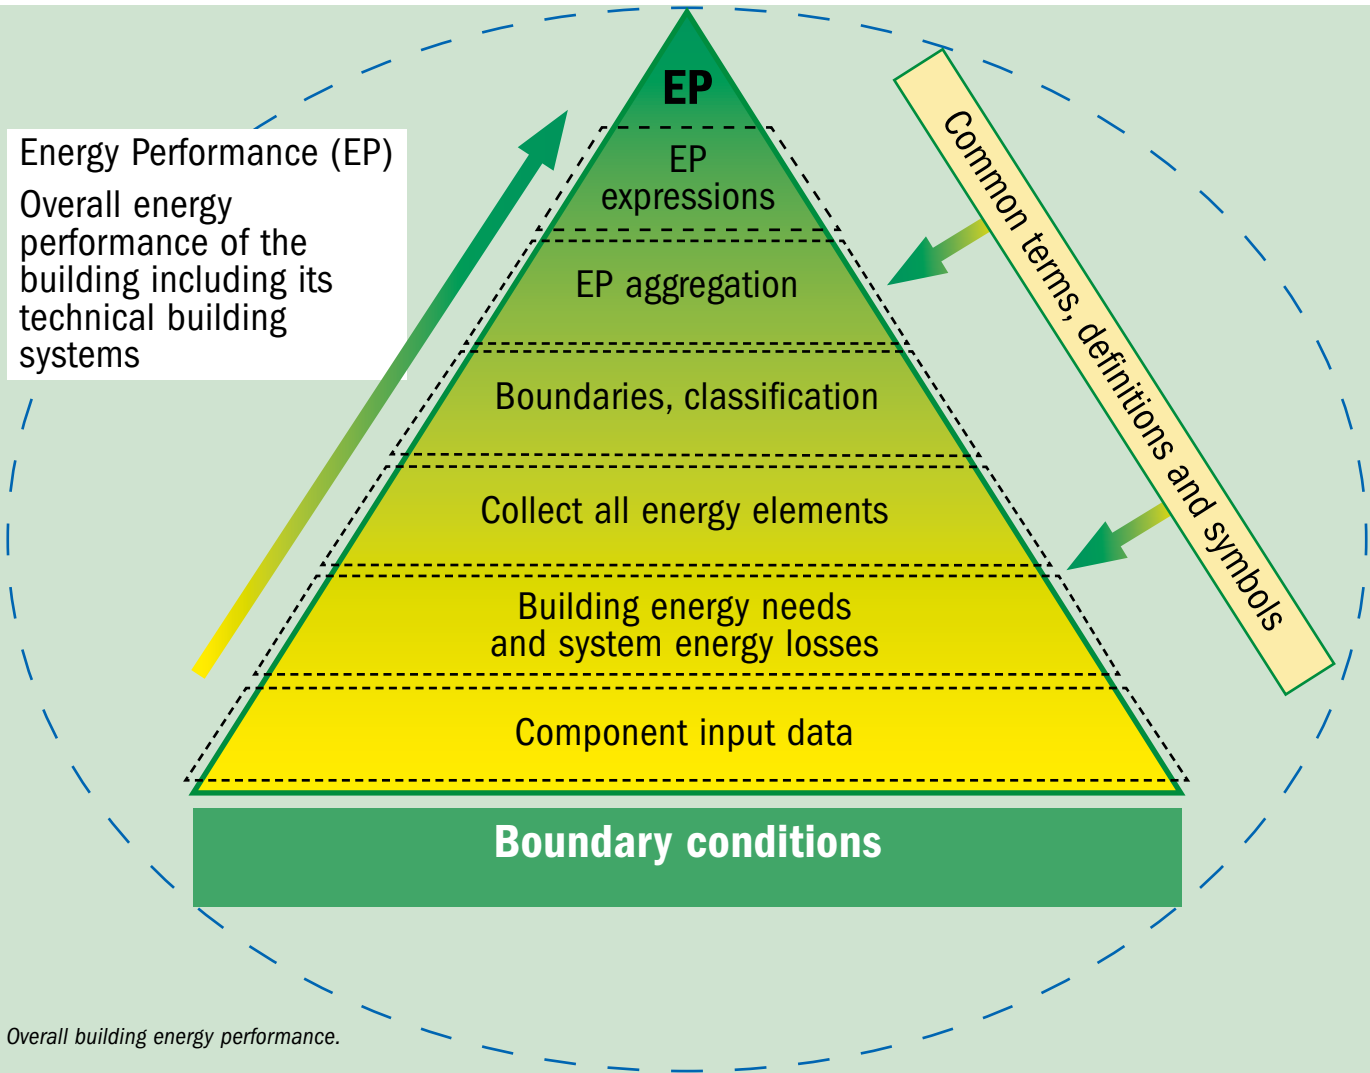 Energy Performance (EP)
Overall energy
performance of the
building including its
technical building
systems
EP
EP
expressions
EP aggregation
Boundaries, classification
Collect all energy elements
Building energy needs
and system energy losses
Component input data
Common terms, definitions and symbols
Boundary conditions
Overall building energy performance.